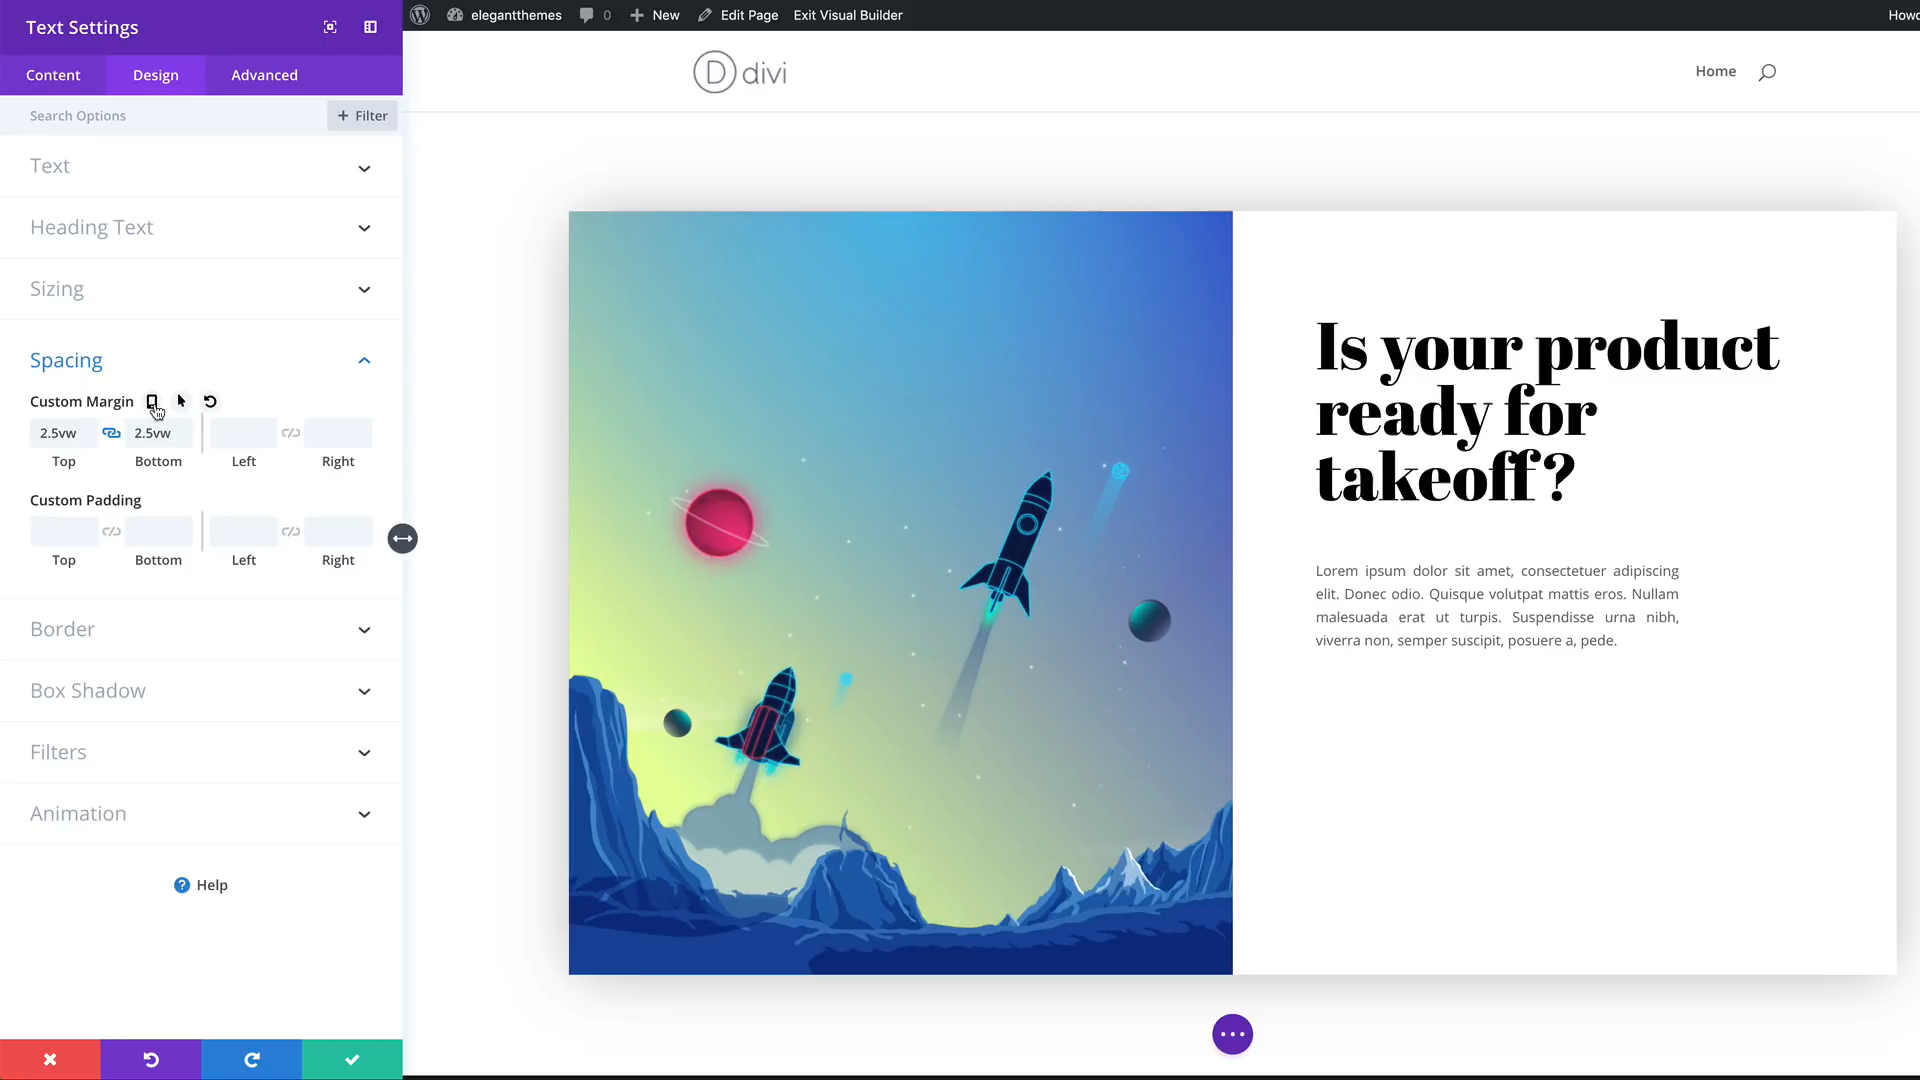 Text Settings
Content
Design
Advanced
Search Options
+ Filter
Text
Heading Text
Sizing
Spacing
Custom Margin
2.5vw
2.5vw
Top
Bottom
Left
Right
Custom Padding
Top
Bottom
Left
Right
Border
Box Shadow
Filters
Animation
? Help
elegantthemes
0
+ New
Edit Page
Exit Visual Builder
Howd
D divi
Home
Is your product
ready for
takeoff?
Lorem ipsum dolor sit amet, consectetuer adipiscing
elit. Donec odio. Quisque volutpat mattis eros. Nullam
malesuada erat ut turpis. Suspendisse urna nibh,
viverra non, semper suscipit, posuere a, pede.